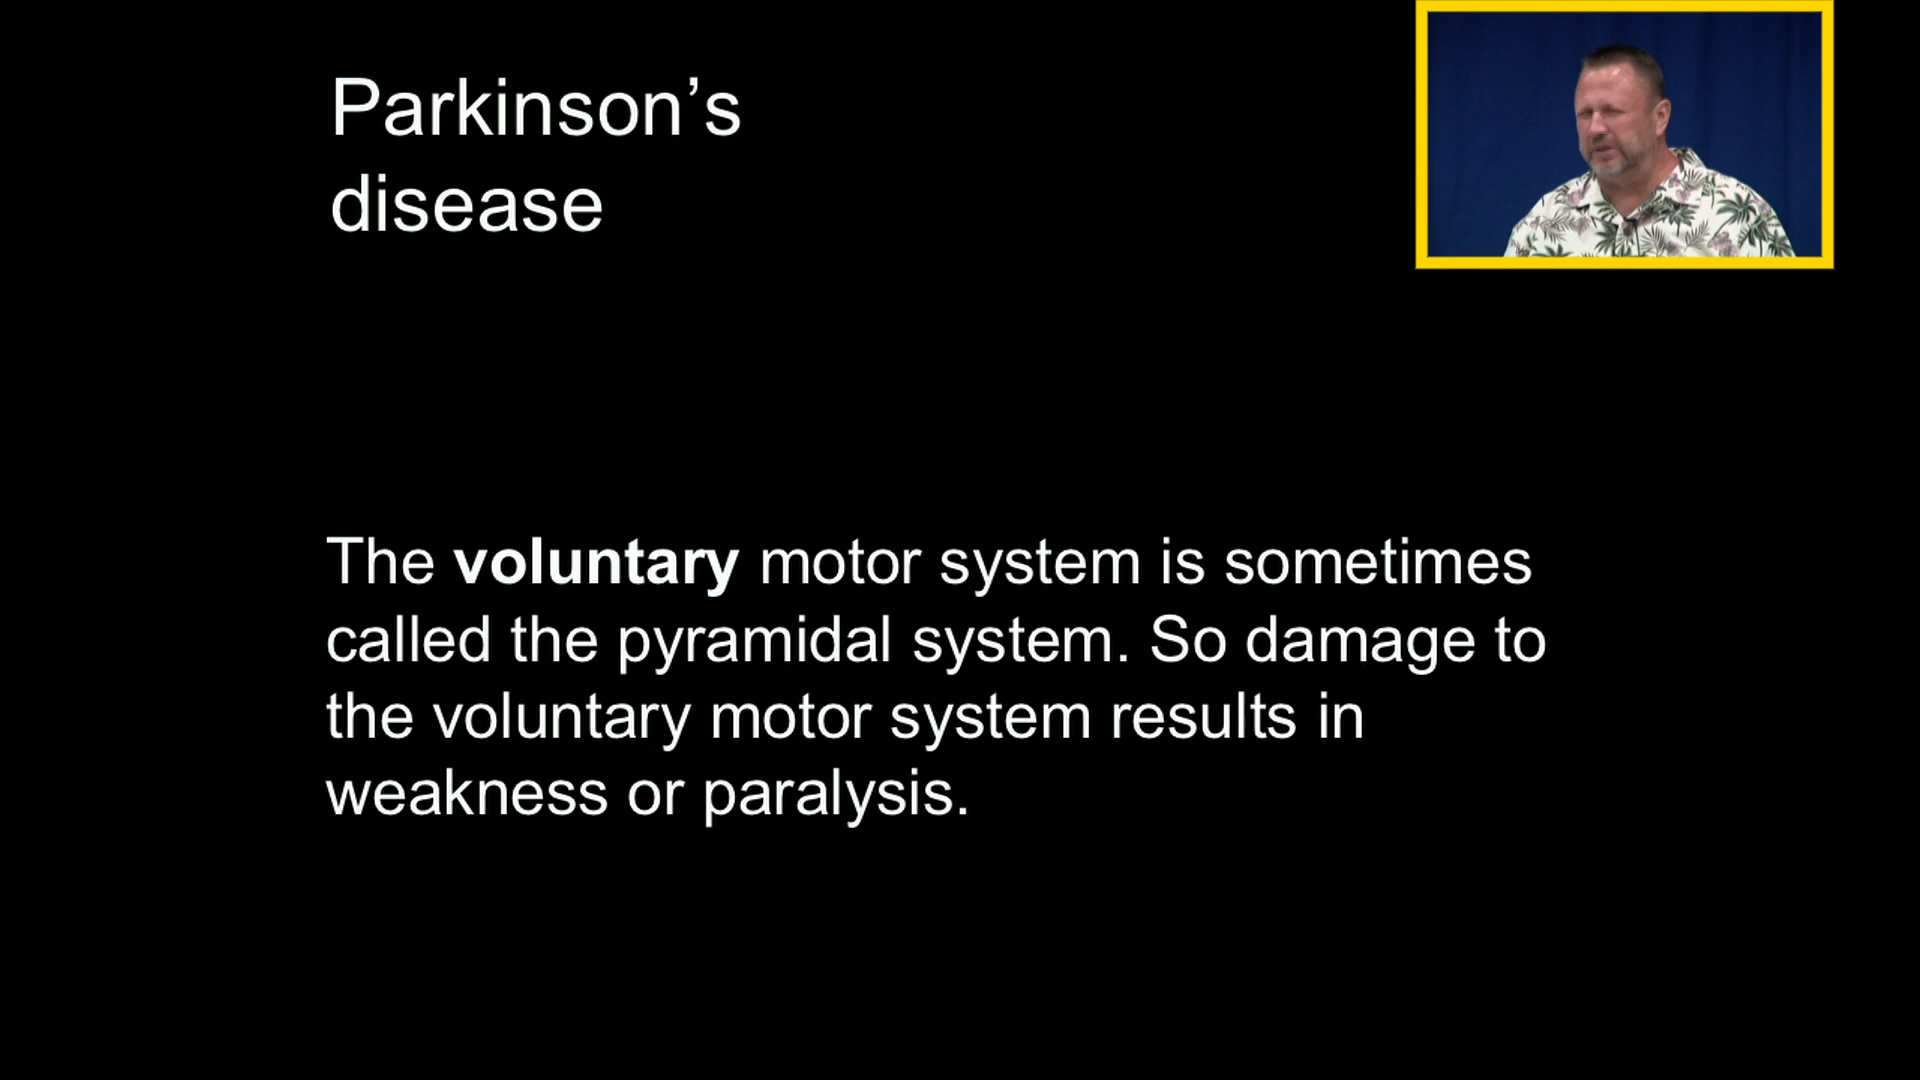 Parkinson’s
disease
The voluntary motor system is sometimes
called the pyramidal system. So damage to
the voluntary motor system results in
weakness or paralysis.